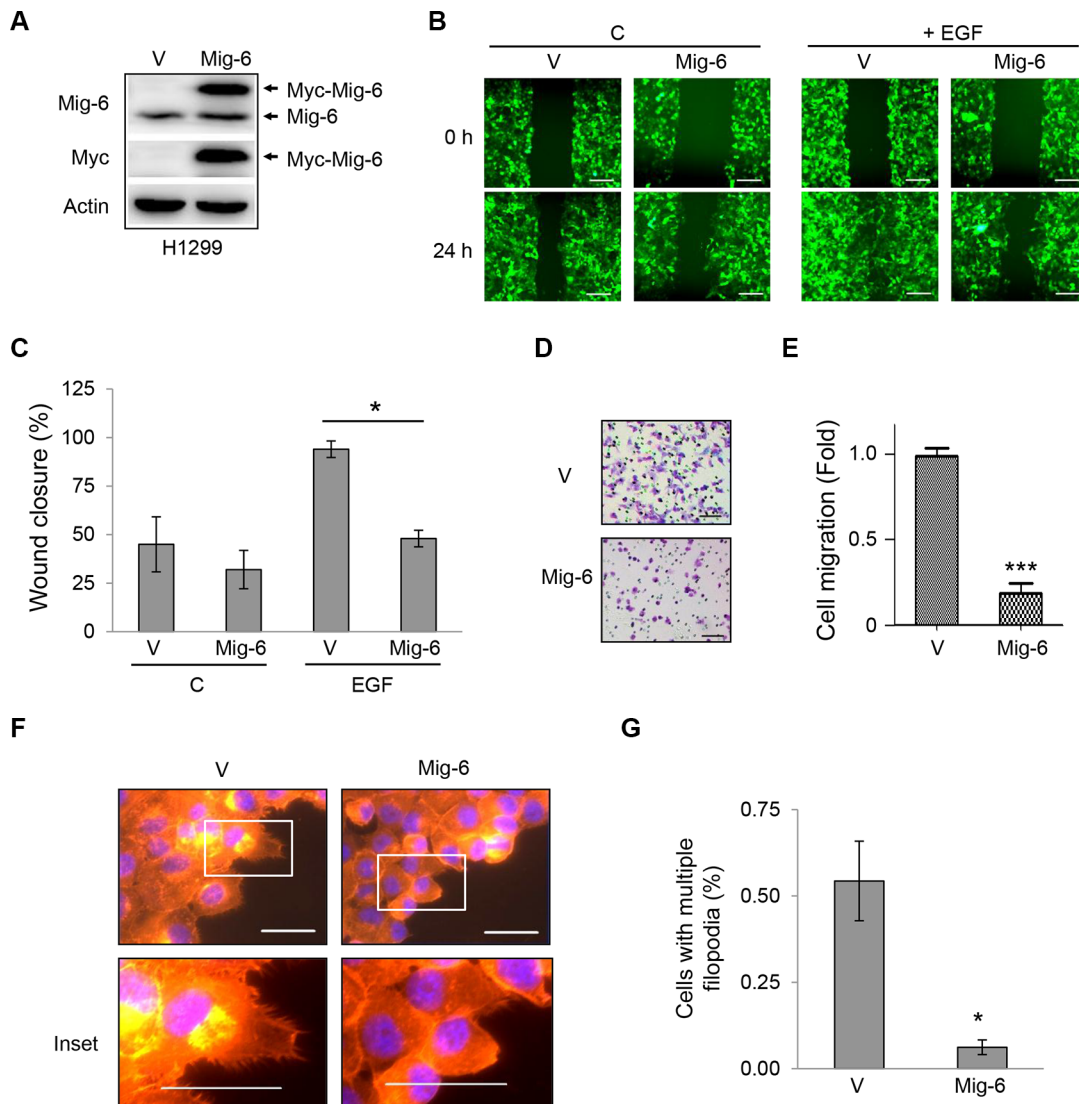 A
V Mig-6
Mig-6
Myc-Mig-6
Mig-6
Myc
Myc-Mig-6
Actin
H1299
B
C
+ EGF
V
Mig-6
V
Mig-6
0 h
24 h
C
Wound closure (%)
125
100
75
50
25
0
*
V
Mig-6
V
Mig-6
C
EGF
D
V
Mig-6
E
Cell migration (Fold)
1.0
0.5
0
***
V
Mig-6
F
V
Mig-6
Inset
G
Cells with multiple
filopodia (%)
0.75
0.50
0.25
0.00
*
V
Mig-6